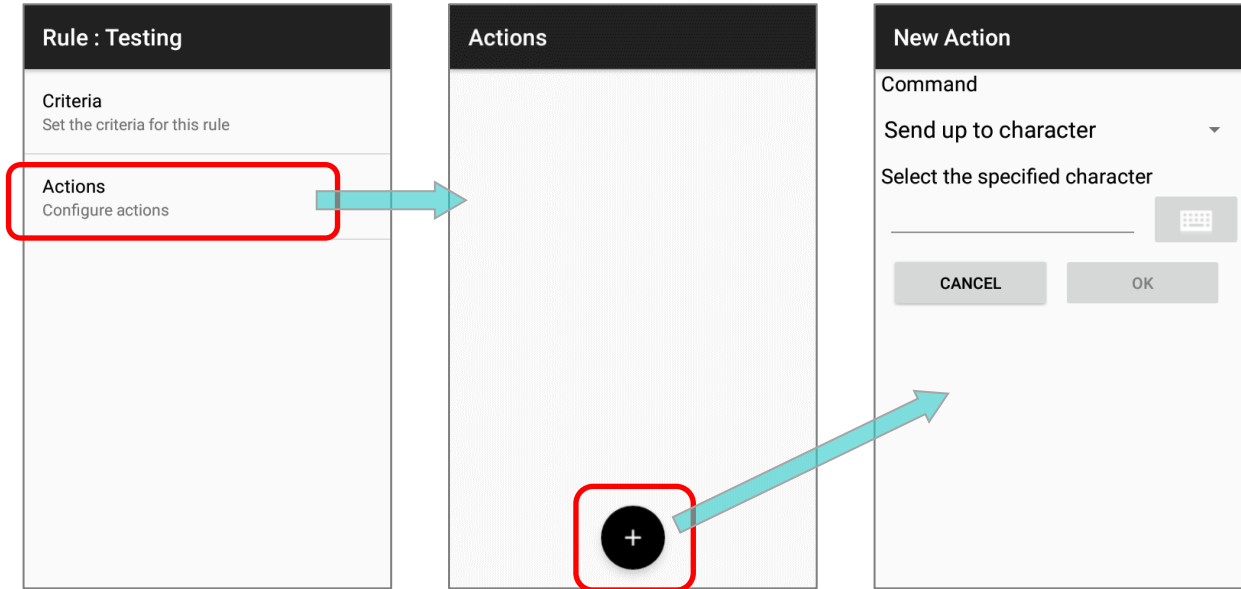 Rule : Testing
Criteria
Set the criteria for this rule
Actions
Configure actions
Actions
+
New Action
Command
Send up to character
Select the specified character
CANCEL
OK